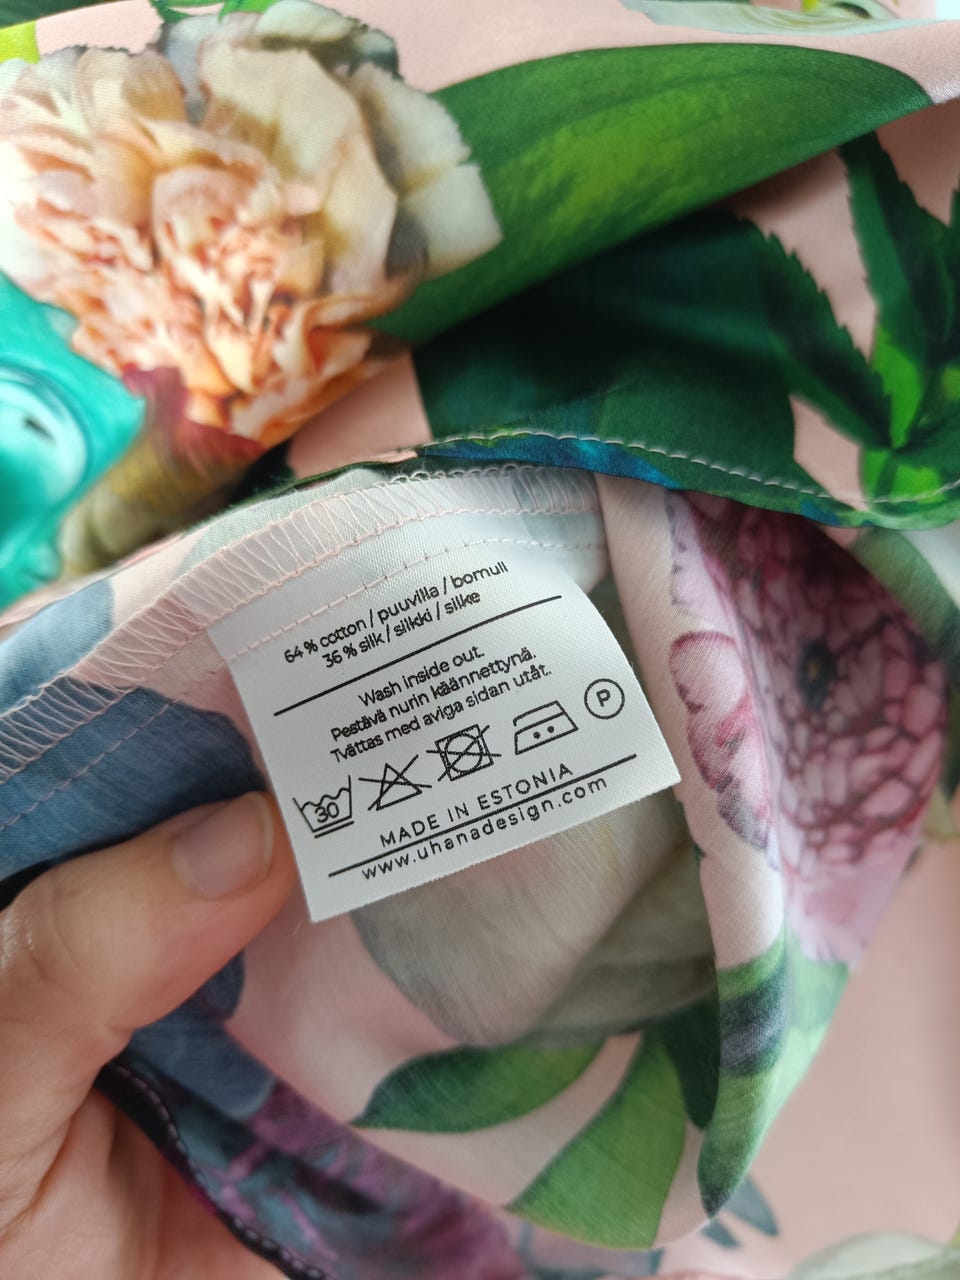 64 % cotton / puuvilla / bomull
36 % silk / silkki / silke
Wash inside out.
Pestävä nurin käännettynä.
Tvättas med aviga sidan utåt.
30
P
MADE IN ESTONIA
www.uhanadesign.com